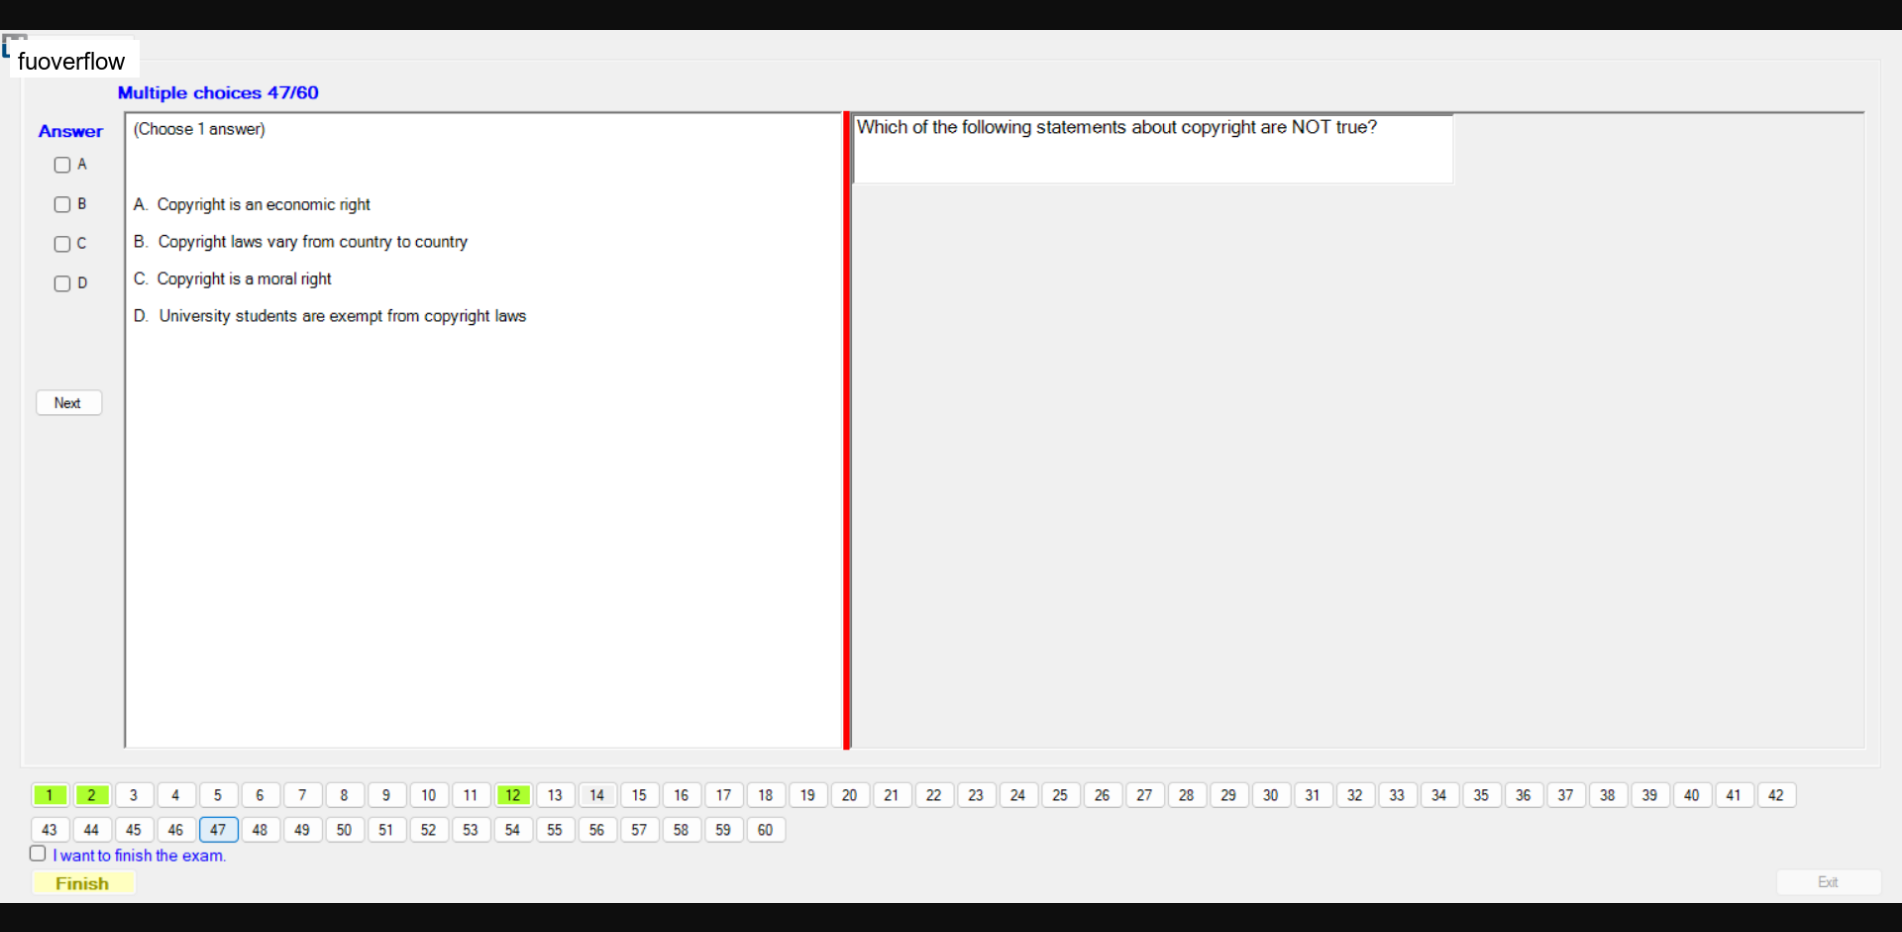 fuoverflow
Multiple choices 47/60
Answer
(Choose 1 answer)
Which of the following statements about copyright are NOT true?
A
B
C
D
A. Copyright is an economic right
B. Copyright laws vary from country to country
C. Copyright is a moral right
D. University students are exempt from copyright laws
Next
1 2 3 4 5 6 7 8 9 10 11 12 13 14 15 16 17 18 19 20 21 22 23 24 25 26 27 28 29 30 31 32 33 34 35 36 37 38 39 40 41 42
43 44 45 46 47 48 49 50 51 52 53 54 55 56 57 58 59 60
I want to finish the exam.
Finish
Exit